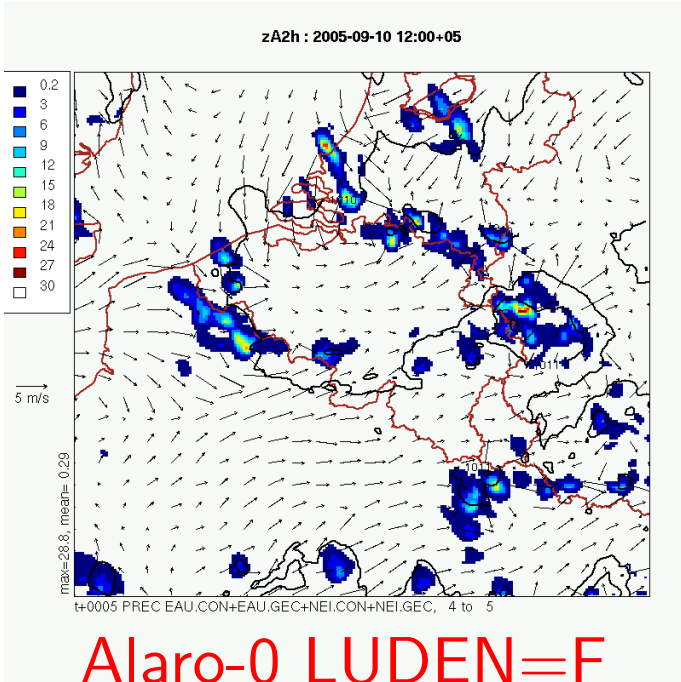 zA2h : 2005-09-10 12:00+05
0.2
3
6
9
12
15
18
21
24
27
30
5 m/s
max=28.8, mean= 0.29
1011
1011
t+0005 PREC EAU.CON+EAU.GEC+NEI.CON+NEI.GEC, 4 to 5
Alaro-0 LUDEN=F